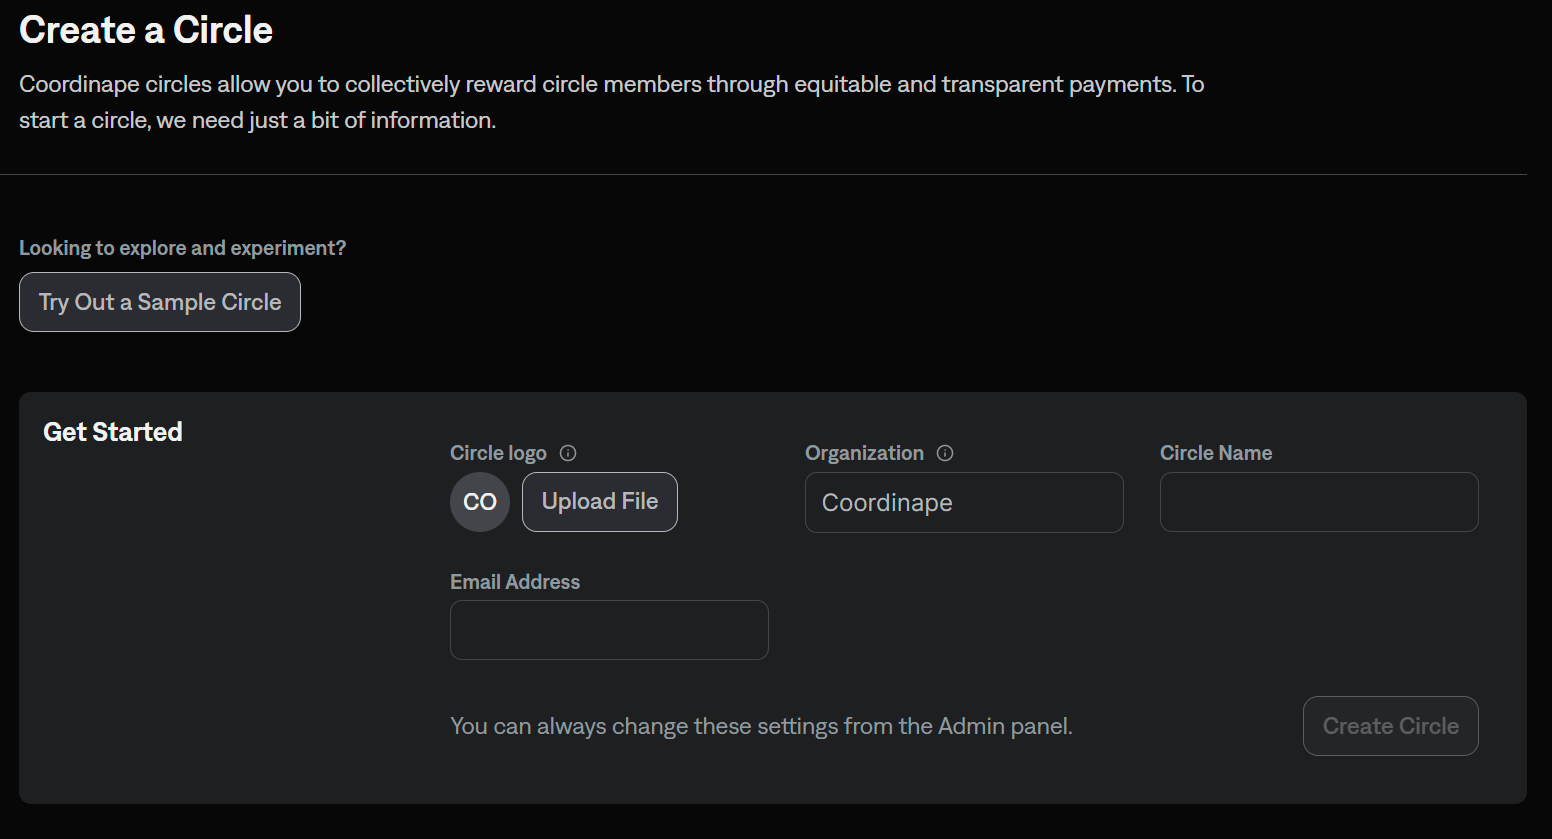 Create a Circle
Coordinape circles allow you to collectively reward circle members through equitable and transparent payments. To
start a circle, we need just a bit of information.
Looking to explore and experiment?
Try Out a Sample Circle
Get Started
Circle logo
Organization
Circle Name
CO
Upload File
Coordinape
Email Address
You can always change these settings from the Admin panel.
Create Circle